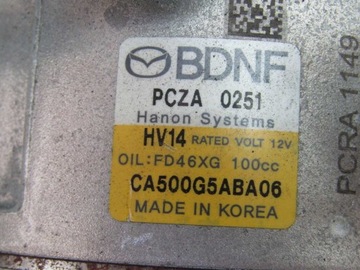 BDNF
PCZA 0251
Hanon Systems
HV14 RATED VOLT 12V
OIL:FD46XG 100cc
CA500G5ABA06
MADE IN KOREA
PCRA 1149